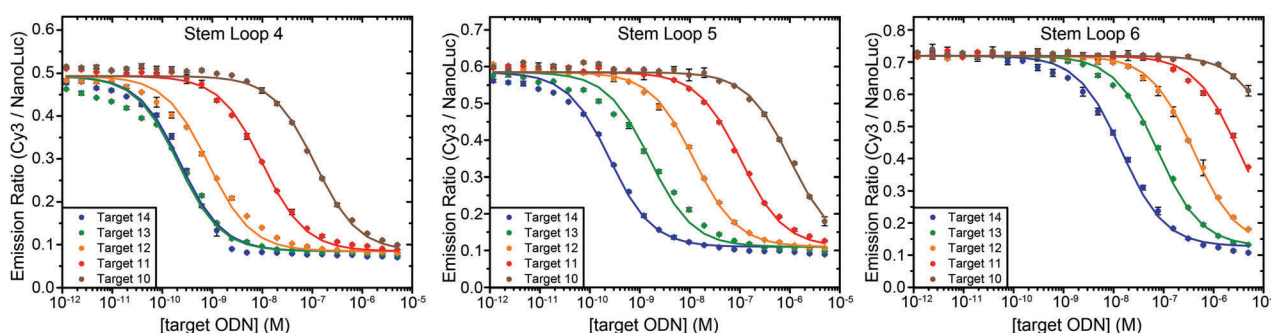 Stem Loop 4
Emission Ratio (Cy3 / NanoLuc)
0.6
0.5
0.4
0.3
0.2
0.1
0.0
Target 14
Target 13
Target 12
Target 11
Target 10
10⁻¹² 10⁻¹¹ 10⁻¹⁰ 10⁻⁹ 10⁻⁸ 10⁻⁷ 10⁻⁶ 10⁻⁵
[target ODN] (M)
Stem Loop 5
Emission Ratio (Cy3 / NanoLuc)
0.7
0.6
0.5
0.4
0.3
0.2
0.1
0.0
Target 14
Target 13
Target 12
Target 11
Target 10
10⁻¹² 10⁻¹¹ 10⁻¹⁰ 10⁻⁹ 10⁻⁸ 10⁻⁷ 10⁻⁶ 10⁻⁵
[target ODN] (M)
Stem Loop 6
Emission Ratio (Cy3 / NanoLuc)
0.8
0.7
0.6
0.5
0.4
0.3
0.2
0.1
0.0
Target 14
Target 13
Target 12
Target 11
Target 10
10⁻¹² 10⁻¹¹ 10⁻¹⁰ 10⁻⁹ 10⁻⁸ 10⁻⁷ 10⁻⁶ 10⁻⁵
[target ODN] (M)